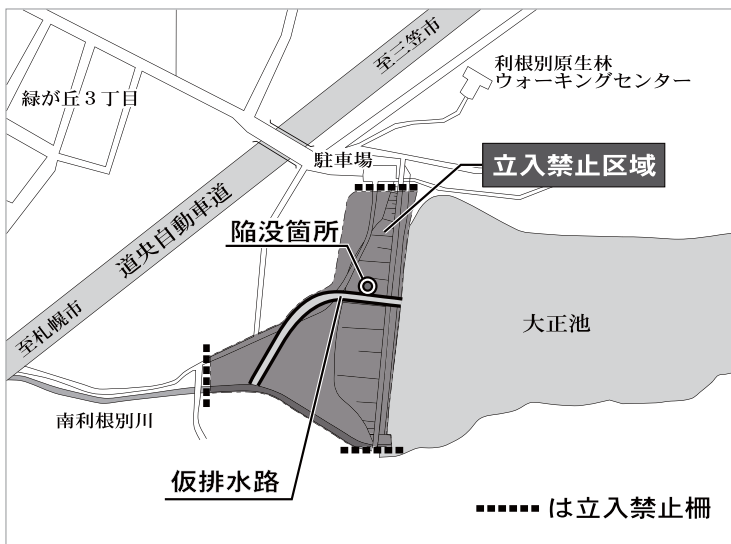 至三笠市
利根別原生林
ウォーキングセンター
緑が丘３丁目
駐車場
立入禁止区域
道央自動車道
陥没箇所
大正池
至札幌市
南利根別川
仮排水路
は立入禁止柵